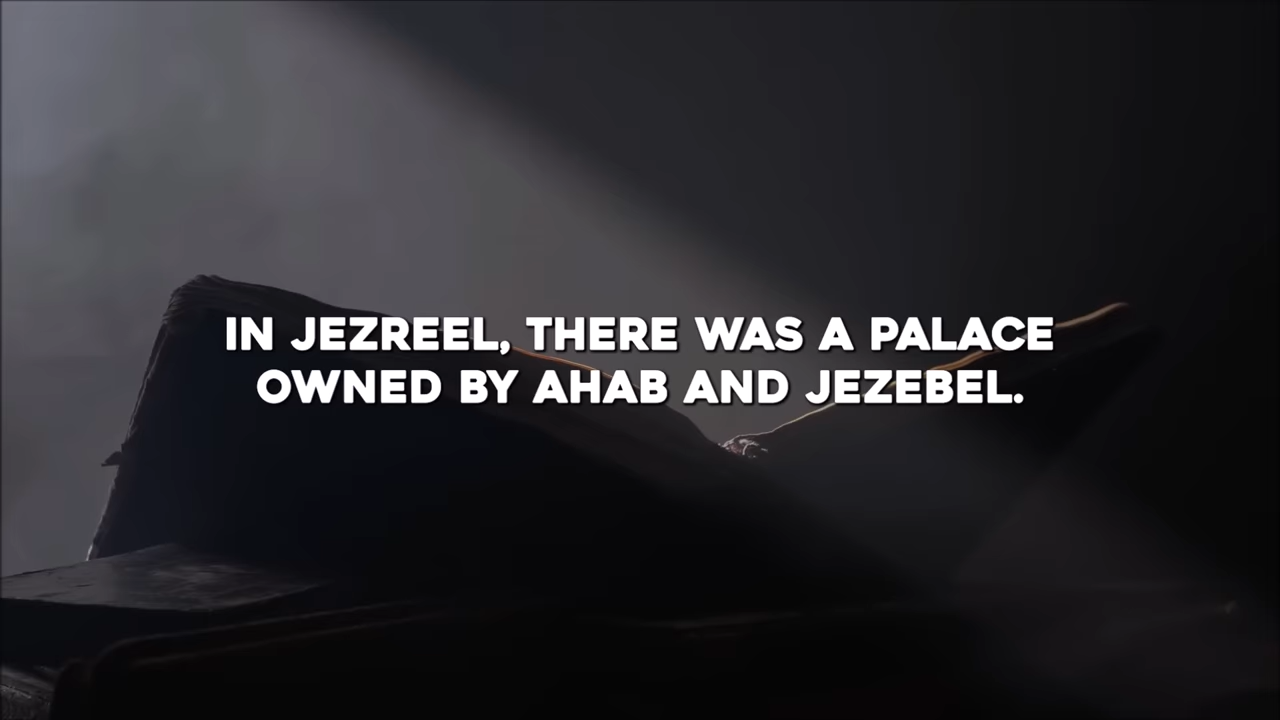 IN JEZREEL, THERE WAS A PALACE
OWNED BY AHAB AND JEZEBEL.